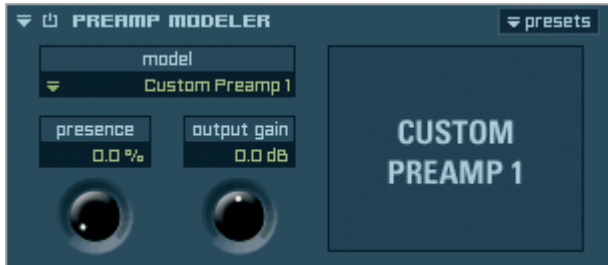 PREAMP MODELER
presets
model
Custom Preamp 1
presence
0.0 %
output gain
0.0 dB
CUSTOM
PREAMP 1